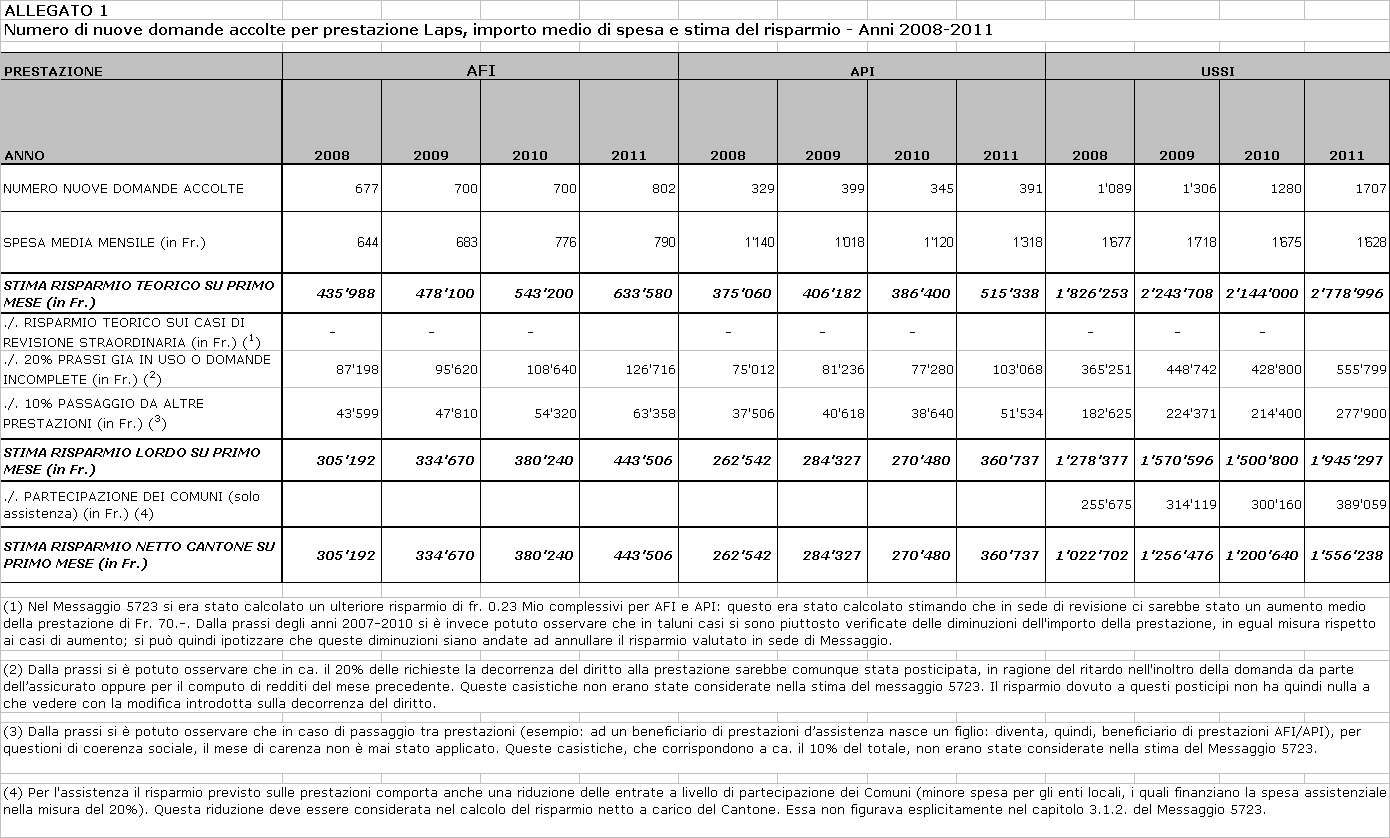 ALLEGATO 1
Numero di nuove domande accolte per prestazione Laps, importo medio di spesa e stima del risparmio - Anni 2008-2011
PRESTAZIONE AFI API USSI
ANNO 2008 2009 2010 2011 2008 2009 2010 2011 2008 2009 2010 2011
NUMERO NUOVE DOMANDE ACCOLTE 677 700 700 802 329 399 345 391 1'089 1'306 1280 1707
SPESA MEDIA MENSILE (in Fr.) 644 683 776 790 1'140 1'018 1'120 1'318 1'677 1'718 1'675 1'628
STIMA RISPARMIO TEORICO SU PRIMO
MESE (in Fr.) 435'988 478'100 543'200 633'580 375'060 406'182 386'400 515'338 1'826'253 2'243'708 2'144'000 2'778'996
./. RISPARMIO TEORICO SUI CASI DI
REVISIONE STRAORDINARIA (in Fr.) (1) - - - - - - - - -
./. 20% PRASSI GIA IN USO O DOMANDE
INCOMPLETE (in Fr.) (2) 87'198 95'620 108'640 126'716 75'012 81'236 77'280 103'068 365'251 448'742 428'800 555'799
./. 10% PASSAGGIO DA ALTRE
PRESTAZIONI (in Fr.) (3) 43'599 47'810 54'320 63'358 37'506 40'618 38'640 51'534 182'625 224'371 214'400 277'900
STIMA RISPARMIO LORDO SU PRIMO
MESE (in Fr.) 305'192 334'670 380'240 443'506 262'542 284'327 270'480 360'737 1'278'377 1'570'596 1'500'800 1'945'297
./. PARTECIPAZIONE DEI COMUNI (solo
assistenza) (in Fr.) (4) 255'675 314'119 300'160 389'059
STIMA RISPARMIO NETTO CANTONE SU
PRIMO MESE (in Fr.) 305'192 334'670 380'240 443'506 262'542 284'327 270'480 360'737 1'022'702 1'256'476 1'200'640 1'556'238
(1) Nel Messaggio 5723 si era stato calcolato un ulteriore risparmio di fr. 0.23 Mio complessivi per AFI e API: questo era stato calcolato stimando che in sede di revisione ci sarebbe stato un aumento medio
della prestazione di Fr. 70.-. Dalla prassi degli anni 2007-2010 si è invece potuto osservare che in taluni casi si sono piuttosto verificate delle diminuzioni dell'importo della prestazione, in egual misura rispetto
ai casi di aumento; si può quindi ipotizzare che queste diminuzioni siano andate ad annullare il risparmio valutato in sede di Messaggio.
(2) Dalla prassi si è potuto osservare che in ca. il 20% delle richieste la decorrenza del diritto alla prestazione sarebbe comunque stata posticipata, in ragione del ritardo nell'inoltro della domanda da parte
dell'assicurato oppure per il computo di redditi del mese precedente. Queste casistiche non erano state considerate nella stima del messaggio 5723. Il risparmio dovuto a questi posticipi non ha quindi nulla a
che vedere con la modifica introdotta sulla decorrenza del diritto.
(3) Dalla prassi si è potuto osservare che in caso di passaggio tra prestazioni (esempio: ad un beneficiario di prestazioni d'assistenza nasce un figlio: diventa, quindi, beneficiario di prestazioni AFI/API), per
questioni di coerenza sociale, il mese di carenza non è mai stato applicato. Queste casistiche, che corrispondono a ca. il 10% del totale, non erano state considerate nella stima del Messaggio 5723.
(4) Per l'assistenza il risparmio previsto sulle prestazioni comporta anche una riduzione delle entrate a livello di partecipazione dei Comuni (minore spesa per gli enti locali, i quali finanziano la spesa assistenziale
nella misura del 20%). Questa riduzione deve essere considerata nel calcolo del risparmio netto a carico del Cantone. Essa non figurava esplicitamente nel capitolo 3.1.2. del Messaggio 5723.